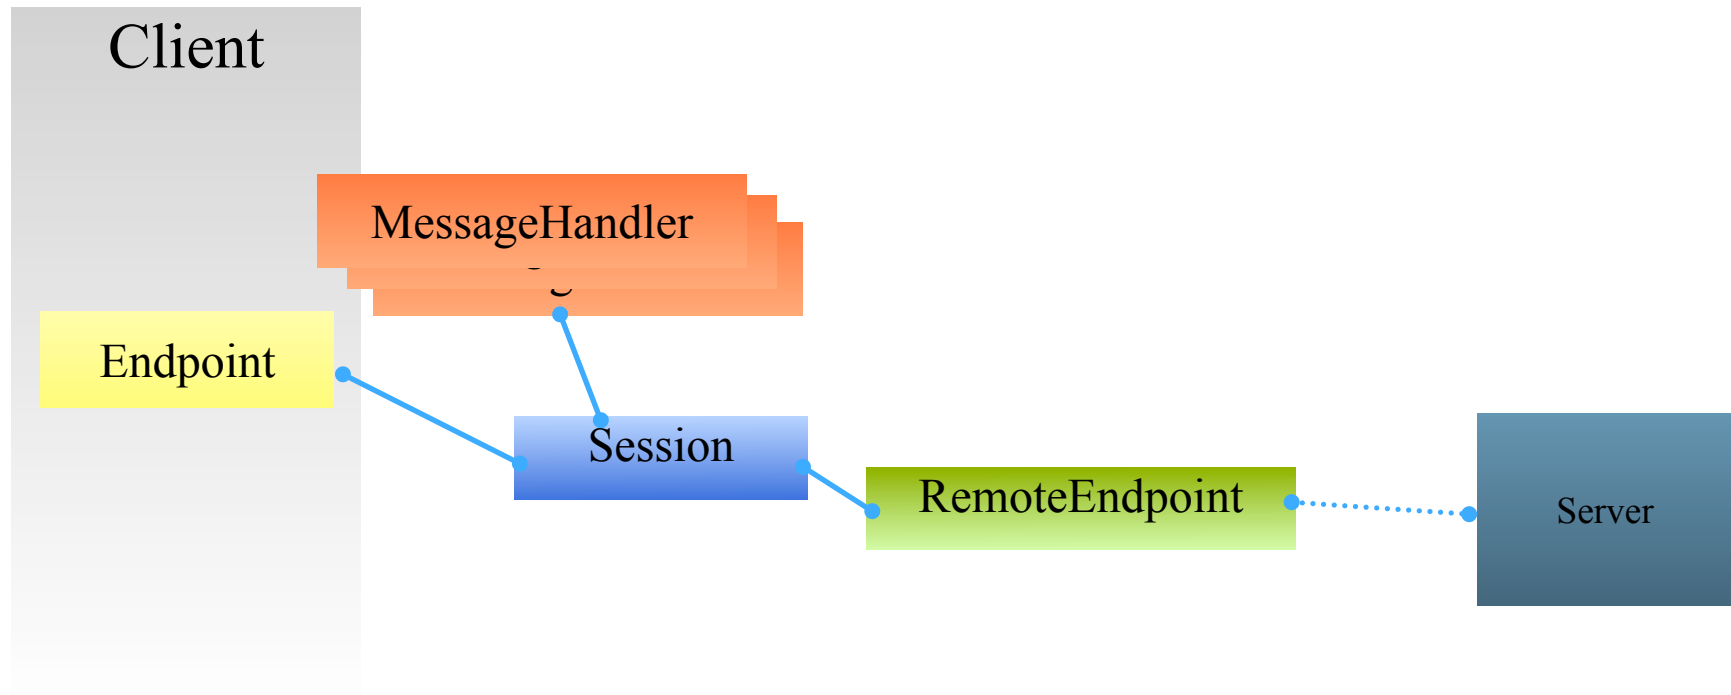 Client
MessageHandler
Endpoint
Session
RemoteEndpoint
Server